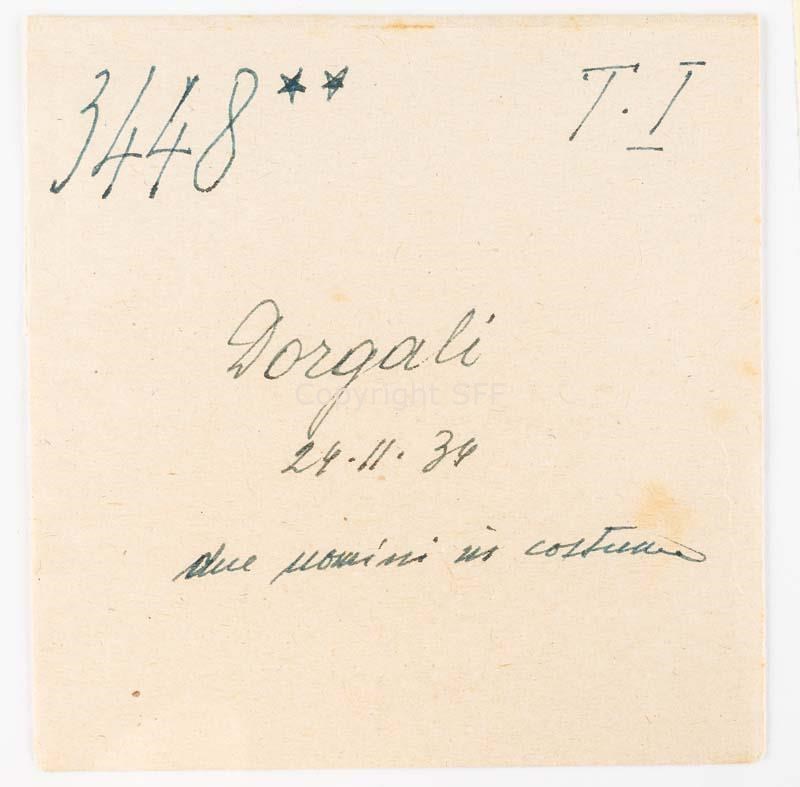 3448** T. I
Dorgali
Copyright SFF
24.11.34
due uomini in costume